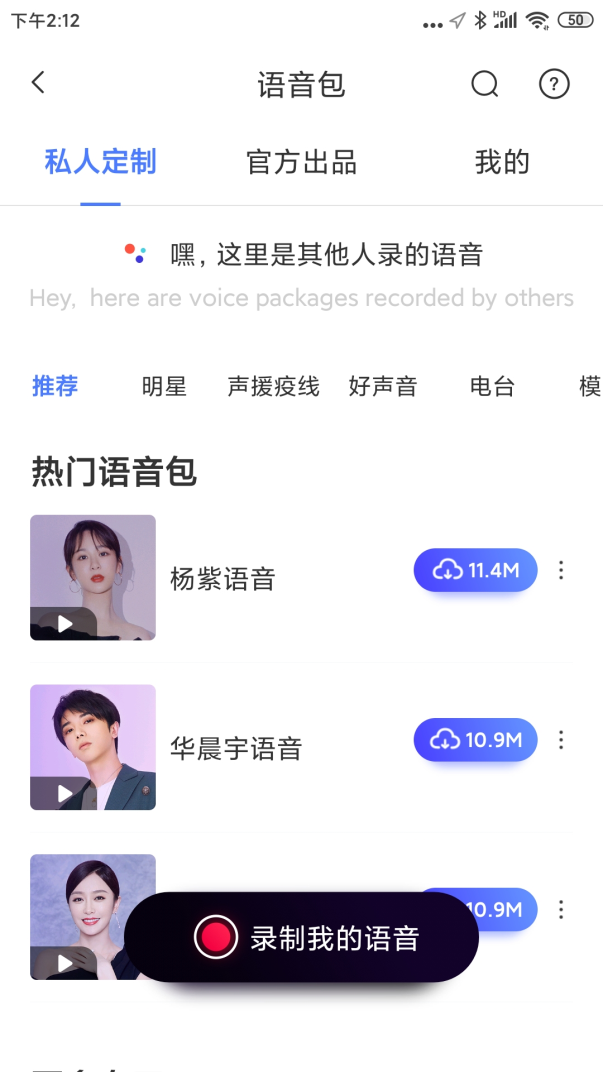 下午2:12
HD
50
语音包
私人定制 官方出品 我的
嘿, 这里是其他人录的语音
Hey, here are voice packages recorded by others
推荐 明星 声援疫线 好声音 电台 模
热门语音包
杨紫语音 11.4M
华晨宇语音 10.9M
10.9M
录制我的语音